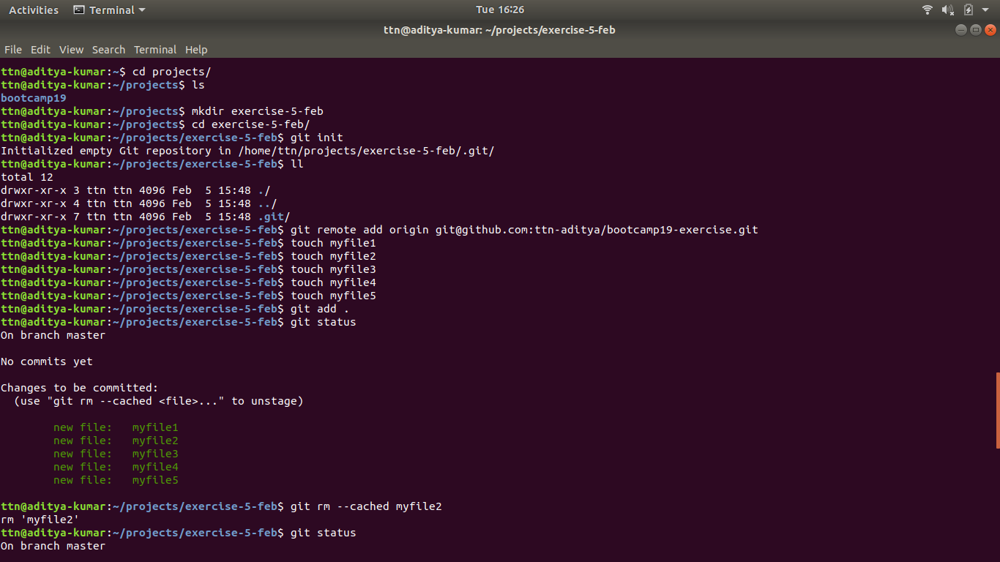 Activities Terminal Tue 16:26
ttn@aditya-kumar: ~/projects/exercise-5-feb
File Edit View Search Terminal Help
ttn@aditya-kumar:~$ cd projects/
ttn@aditya-kumar:~/projects$ ls
bootcamp19
ttn@aditya-kumar:~/projects$ mkdir exercise-5-feb
ttn@aditya-kumar:~/projects$ cd exercise-5-feb/
ttn@aditya-kumar:~/projects/exercise-5-feb$ git init
Initialized empty Git repository in /home/ttn/projects/exercise-5-feb/.git/
ttn@aditya-kumar:~/projects/exercise-5-feb$ ll
total 12
drwxr-xr-x 3 ttn ttn 4096 Feb  5 15:48 ./
drwxr-xr-x 4 ttn ttn 4096 Feb  5 15:48 ../
drwxr-xr-x 7 ttn ttn 4096 Feb  5 15:48 .git/
ttn@aditya-kumar:~/projects/exercise-5-feb$ git remote add origin git@github.com:ttn-aditya/bootcamp19-exercise.git
ttn@aditya-kumar:~/projects/exercise-5-feb$ touch myfile1
ttn@aditya-kumar:~/projects/exercise-5-feb$ touch myfile2
ttn@aditya-kumar:~/projects/exercise-5-feb$ touch myfile3
ttn@aditya-kumar:~/projects/exercise-5-feb$ touch myfile4
ttn@aditya-kumar:~/projects/exercise-5-feb$ touch myfile5
ttn@aditya-kumar:~/projects/exercise-5-feb$ git add .
ttn@aditya-kumar:~/projects/exercise-5-feb$ git status
On branch master
No commits yet
Changes to be committed:
  (use "git rm --cached <file>..." to unstage)
        new file:   myfile1
        new file:   myfile2
        new file:   myfile3
        new file:   myfile4
        new file:   myfile5
ttn@aditya-kumar:~/projects/exercise-5-feb$ git rm --cached myfile2
rm 'myfile2'
ttn@aditya-kumar:~/projects/exercise-5-feb$ git status
On branch master